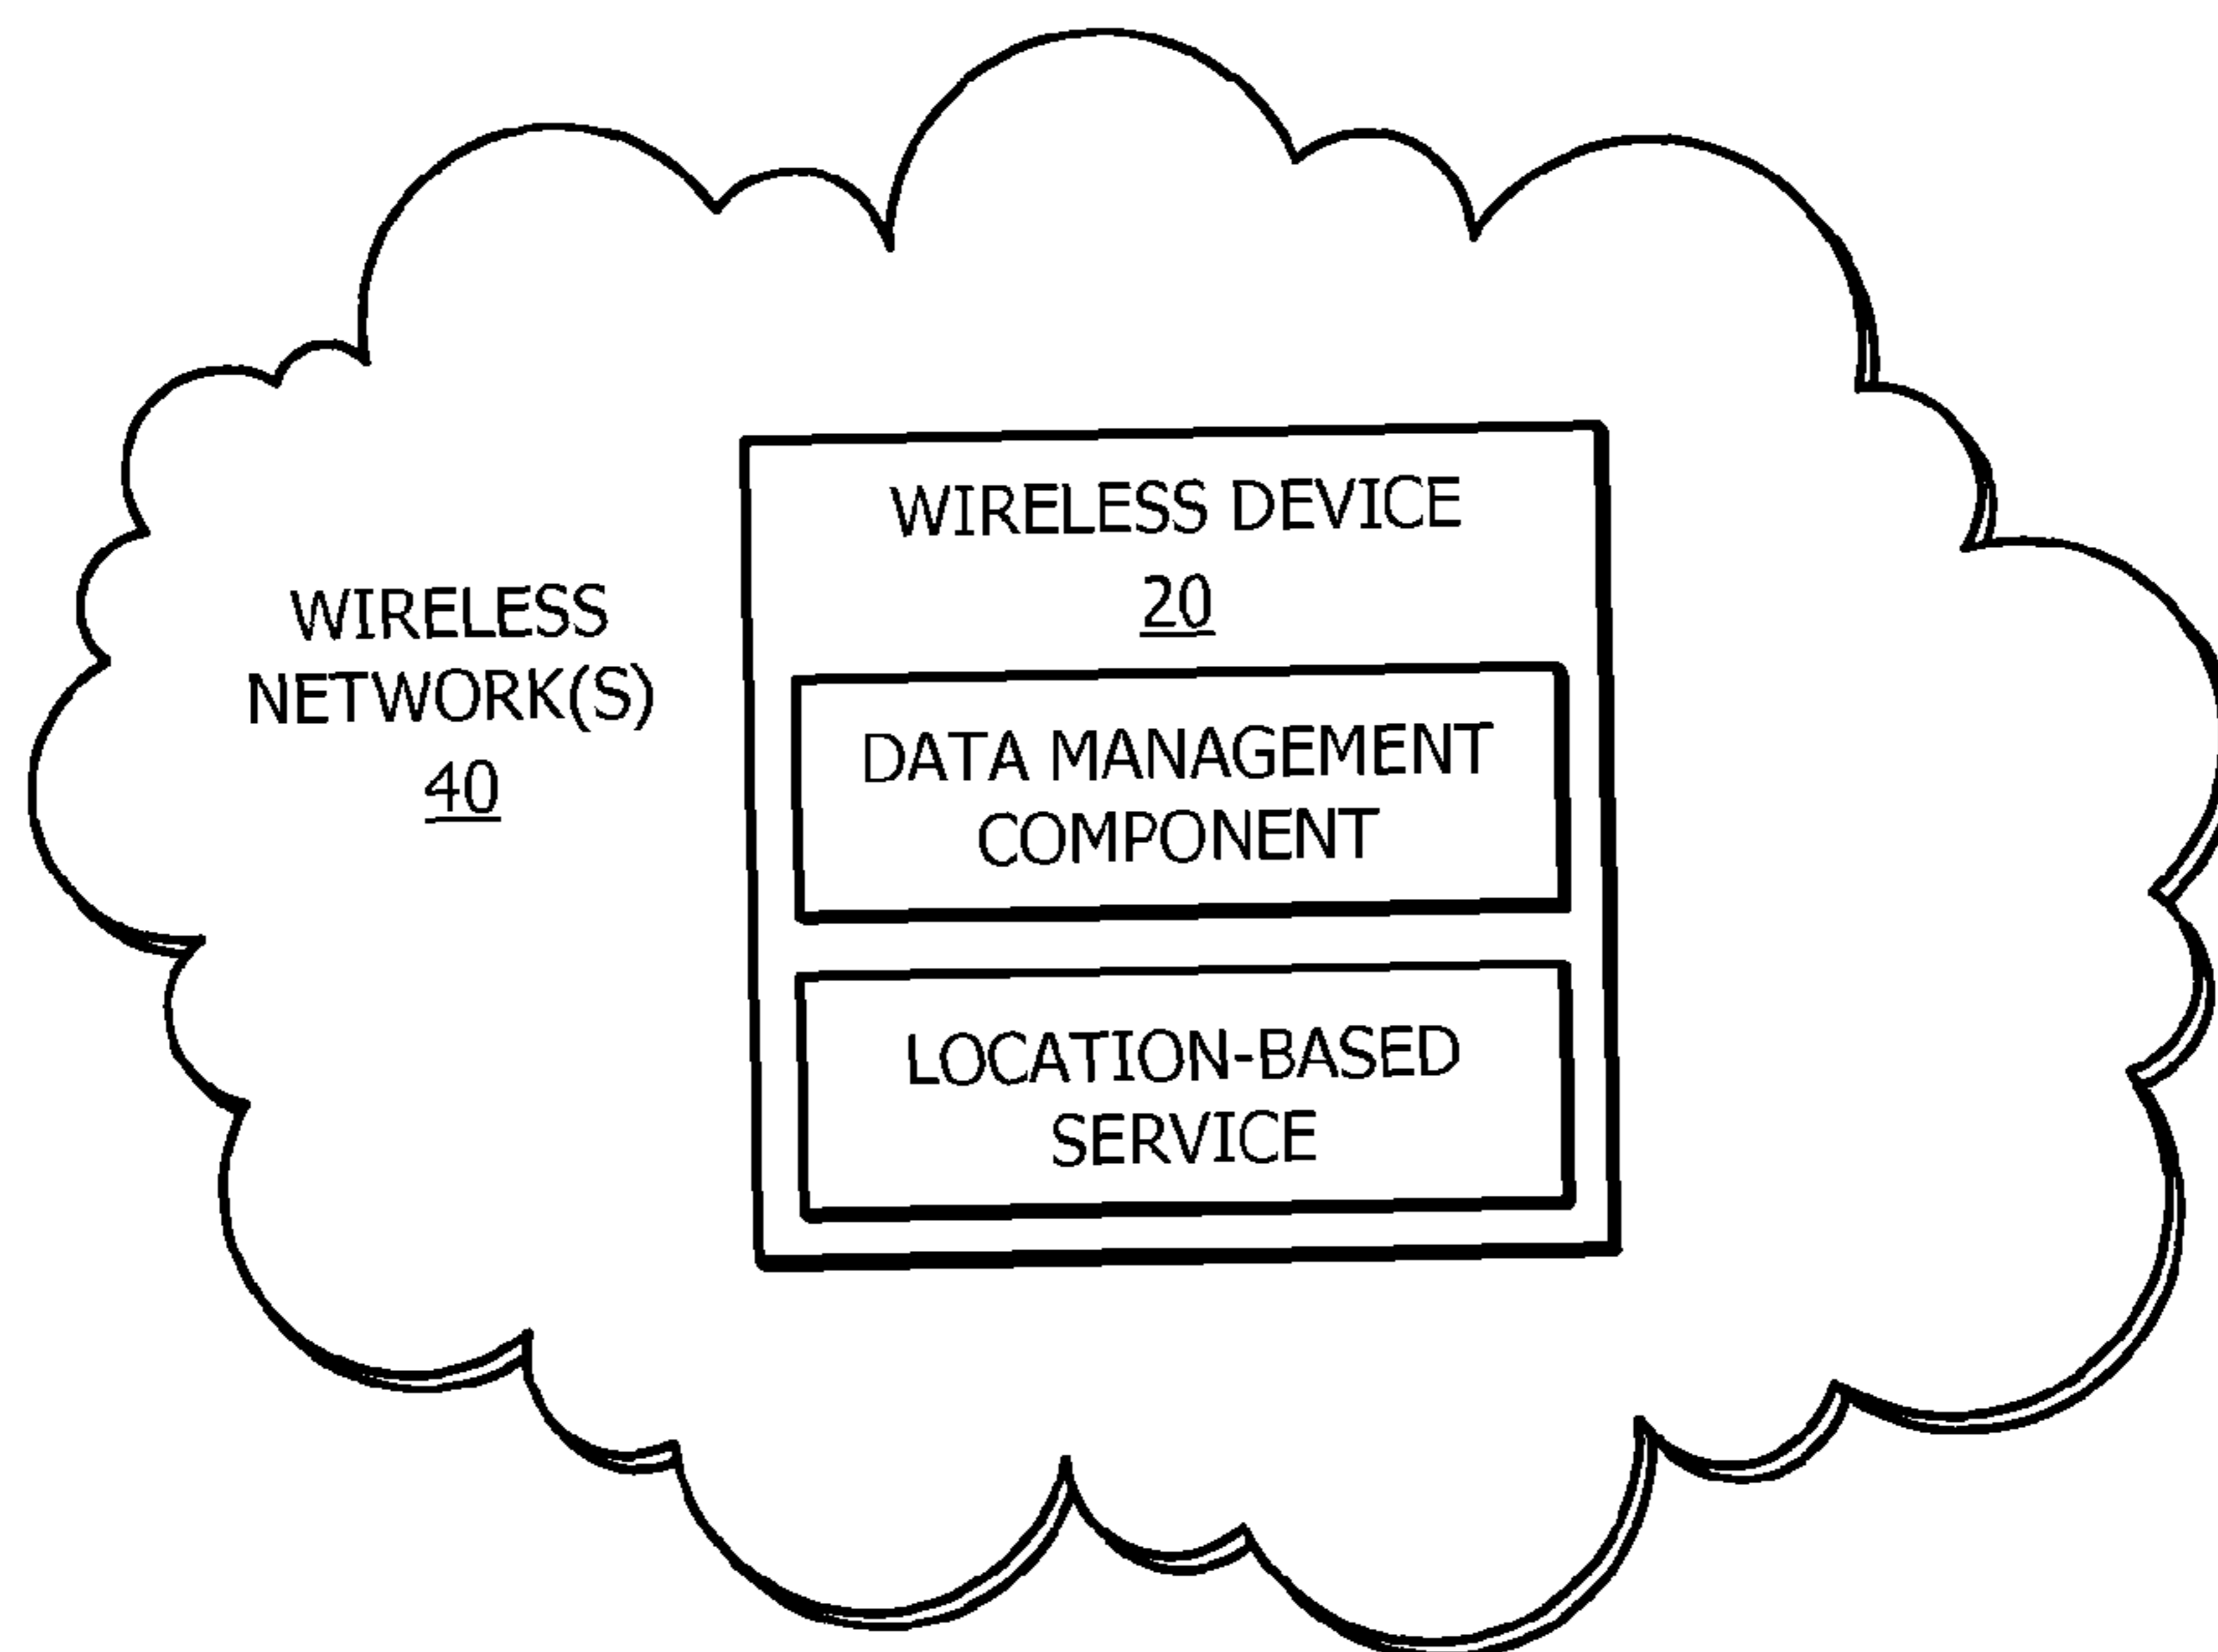 WIRELESS
NETWORK(S)
40
WIRELESS DEVICE
20
DATA MANAGEMENT
COMPONENT
LOCATION-BASED
SERVICE